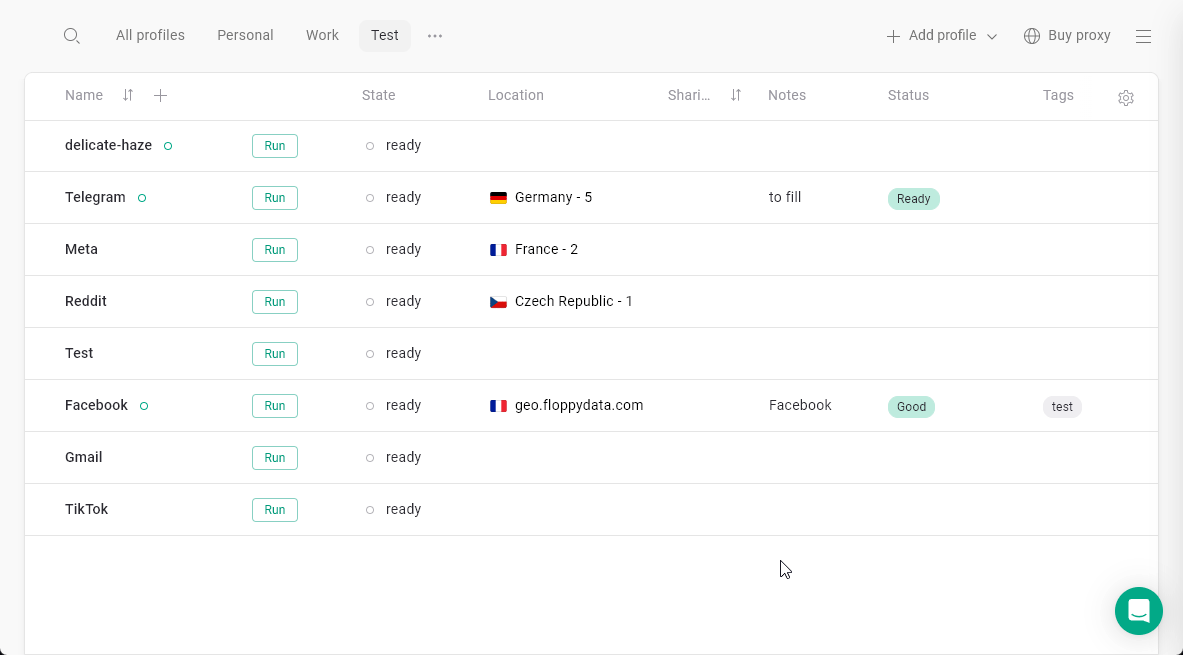 All profiles Personal Work Test ··· Add profile Buy proxy
Name State Location Shari... Notes Status Tags
delicate-haze Run ready
Telegram Run ready Germany - 5 to fill Ready
Meta Run ready France - 2
Reddit Run ready Czech Republic - 1
Test Run ready
Facebook Run ready geo.floppydata.com Facebook Good test
Gmail Run ready
TikTok Run ready